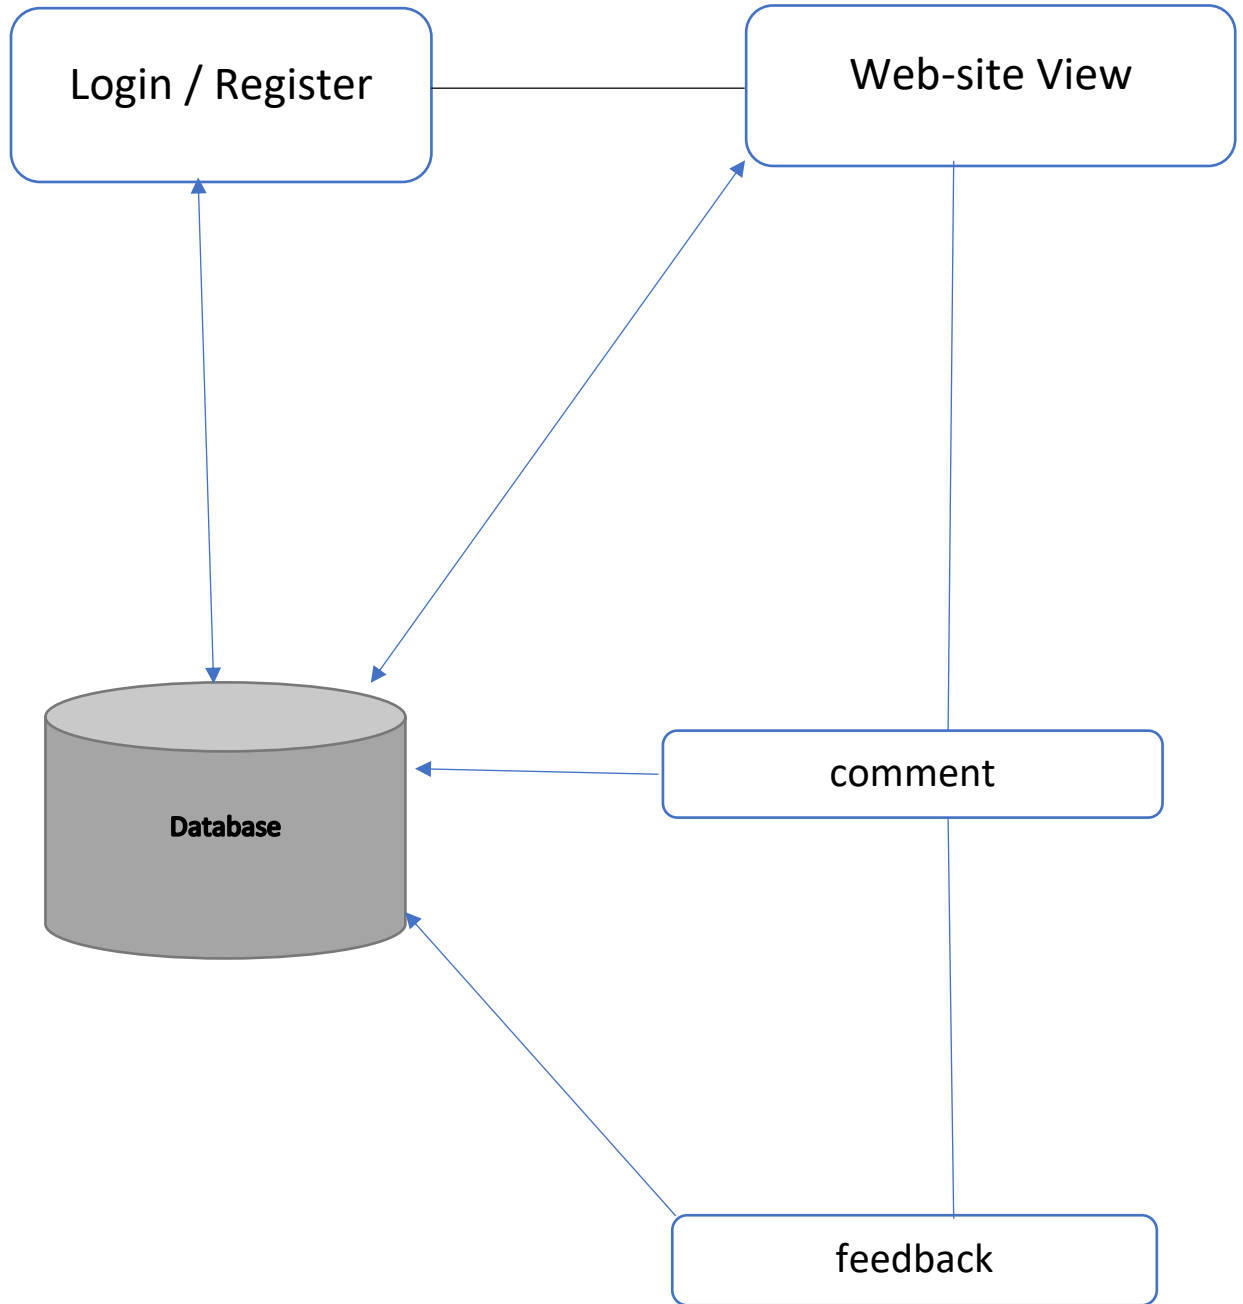 Login / Register
Web-site View
comment
Database
feedback